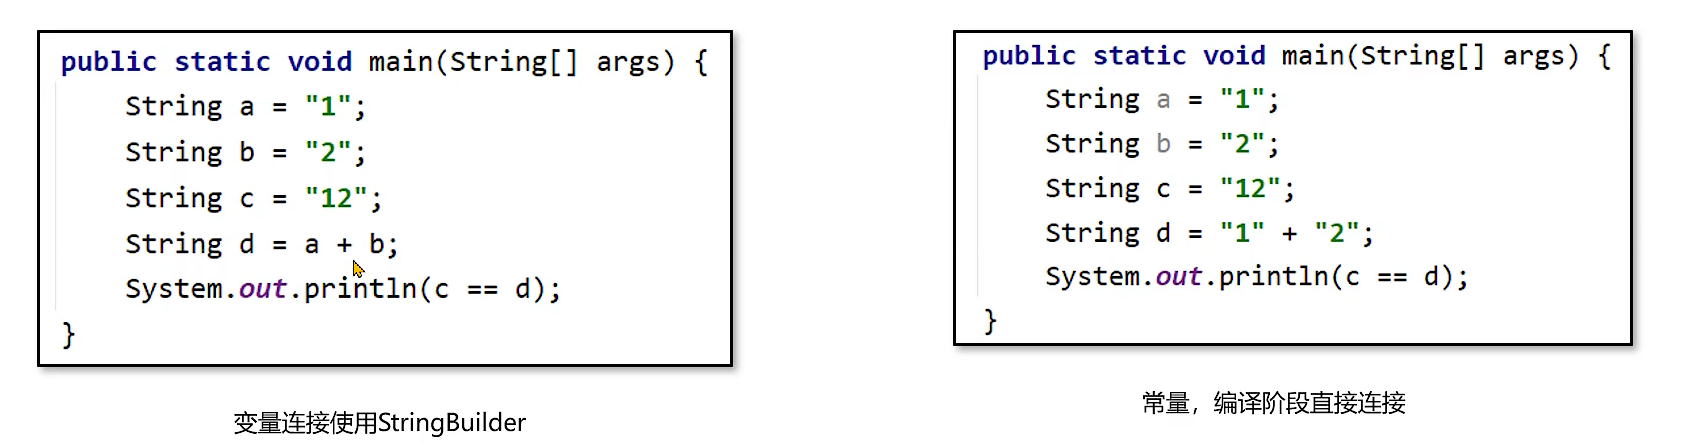 public static void main(String[] args) {
String a = "1";
String b = "2";
String c = "12";
String d = a + b;
System.out.println(c == d);
}
变量连接使用StringBuilder
public static void main(String[] args) {
String a = "1";
String b = "2";
String c = "12";
String d = "1" + "2";
System.out.println(c == d);
}
常量，编译阶段直接连接